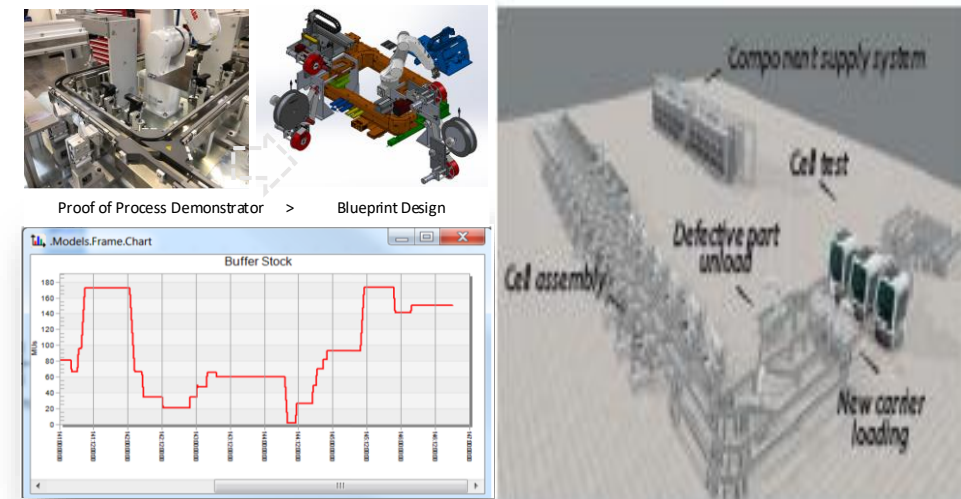 Proof of Process Demonstrator > Blueprint Design
.Models.Frame.Chart
Buffer Stock
MUs
180
160
140
120
100
80
60
40
20
0
Component supply system
Cell test
Defective part
unload
Cell assembly
New carrier
loading